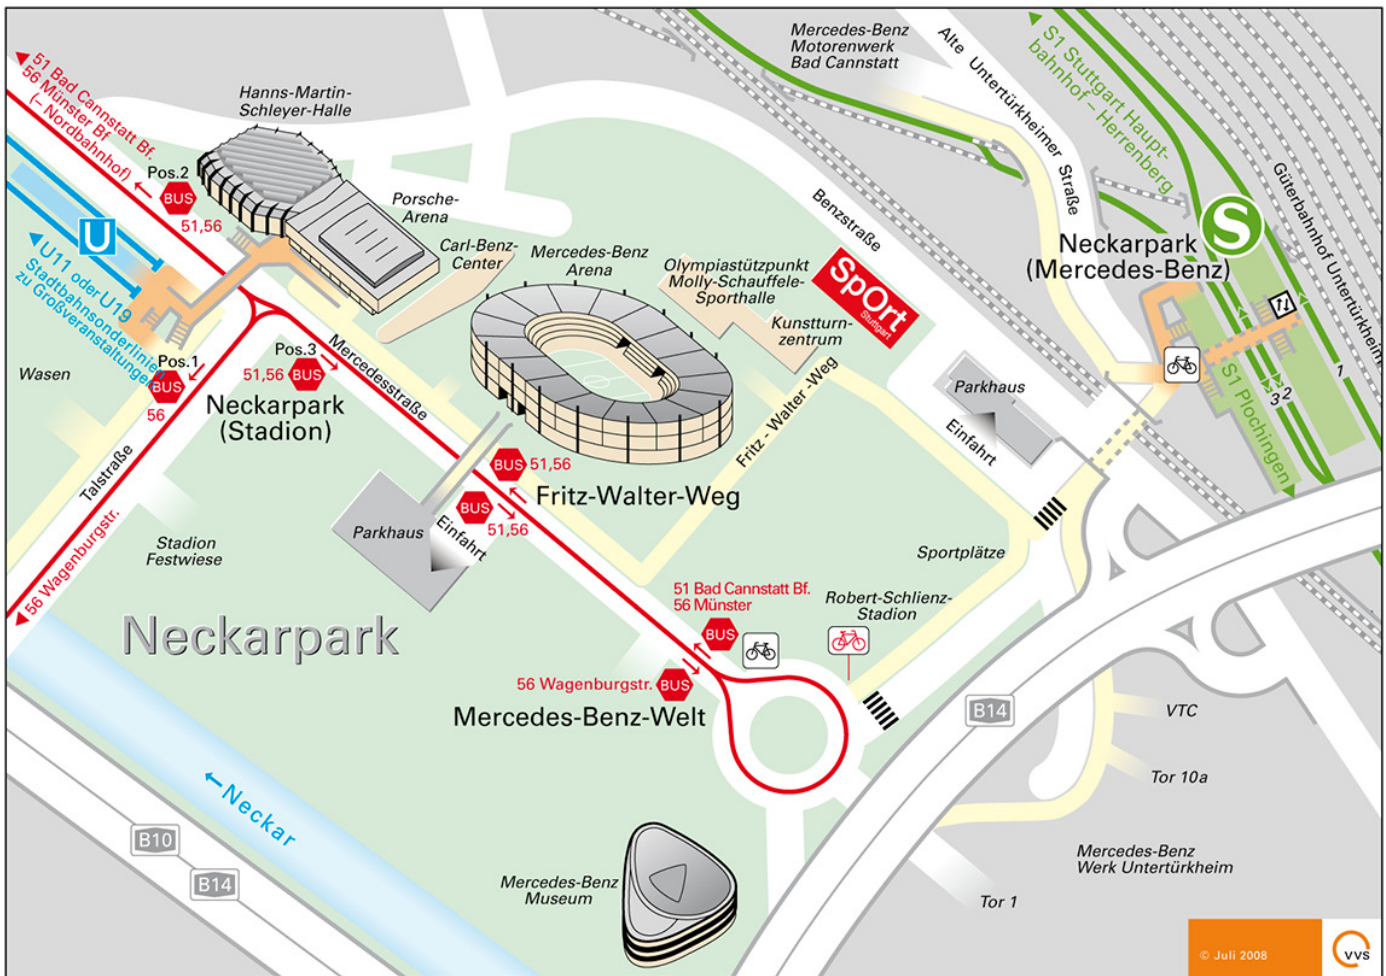 Mercedes-Benz
Motorenwerk
Bad Cannstatt
Alte Untertürkheimer Straße
S1 Stuttgart Haupt-
bahnhof – Herrenberg
Güterbahnhof Untertürkheim
51 Bad Cannstatt Bf.
56 Münster Bf
(– Nordbahnhof)
Hanns-Martin-
Schleyer-Halle
Pos.2
BUS
51,56
U
U11 oder U19
Stadtbahnsonderlinien
zu Großveranstaltungen
Porsche-
Arena
Carl-Benz-
Center
Mercedes-Benz
Arena
Benzstraße
Olympiastützpunkt
Molly-Schauffele-
Sporthalle
Kunstturn-
zentrum
SpOrt
Stuttgart
S
Neckarpark
(Mercedes-Benz)
1
2
3
S1 Plochingen
Wasen
Pos.1
BUS
56
Pos.3
51,56
BUS
Neckarpark
(Stadion)
Mercedesstraße
Talstraße
56 Wagenburgstr.
Fritz-Walter-Weg
Parkhaus
Einfahrt
BUS
51,56
Fritz-Walter-Weg
BUS
51,56
Parkhaus
Einfahrt
Stadion
Festwiese
Sportplätze
Neckarpark
51 Bad Cannstatt Bf.
56 Münster
BUS
Robert-Schlienz-
Stadion
56 Wagenburgstr.
BUS
Mercedes-Benz-Welt
B14
VTC
Tor 10a
Neckar
B10
B14
Mercedes-Benz
Museum
Mercedes-Benz
Werk Untertürkheim
Tor 1
© Juli 2008
VVS